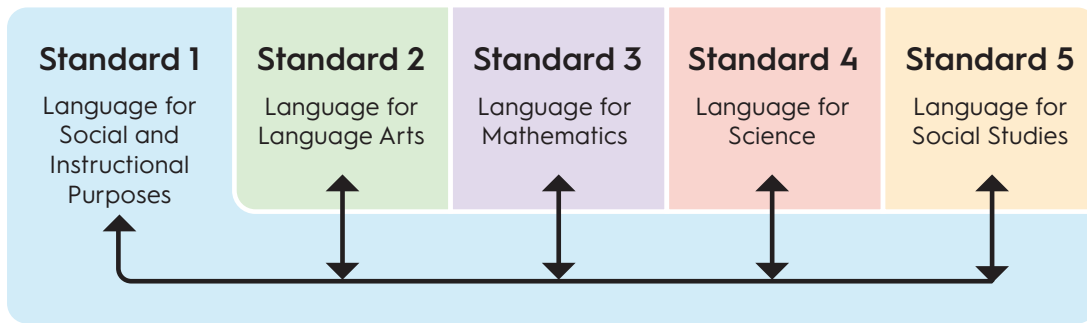 Standard 1
Language for
Social and
Instructional
Purposes
Standard 2
Language for
Language Arts
Standard 3
Language for
Mathematics
Standard 4
Language for
Science
Standard 5
Language for
Social Studies